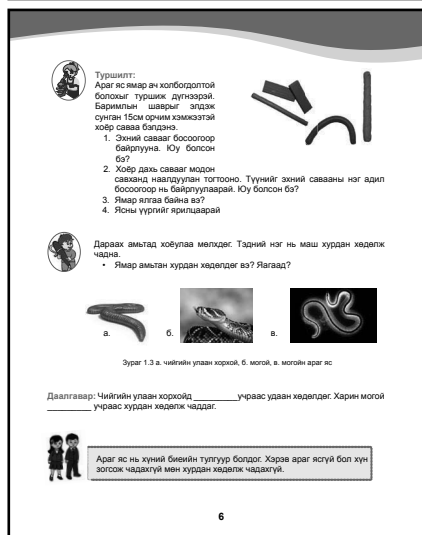 Туршилт:
Араг яс ямар ач холбогдолтой
болохыг туршиж дүгнээрэй.
Баримлын шаврыг элдэж
сунган 15см орчим хэмжээтэй
хоёр саваа бэлдэнэ.
1. Эхний савааг босоогоор
байрлууна. Юу болсон
бэ?
2. Хоёр дахь савааг модон
савханд наалдуулан тогтооно. Түүнийг эхний савааны нэг адил
босоогоор нь байрлуулаарай. Юу болсон бэ?
3. Ямар ялгаа байна вэ?
4. Ясны үүргийг ярилцаарай
Дараах амьтад хоёулаа мөлхдөг. Тэдний нэг нь маш хурдан хөдөлж
чадна.
• Ямар амьтан хурдан хөдөлдөг вэ? Яагаад?
а. б. в.
Зураг 1.3 а. чийгийн улаан хорхой, б. могой, в. могойн араг яс
Даалгавар: Чийгийн улаан хорхойд _________учраас удаан хөдөлдөг. Харин могой
_________ учраас хурдан хөдөлж чаддаг.
Араг яс нь хүний биеийн тулгуур болдог. Хэрэв араг ясгүй бол хүн
зогсож чадахгүй мөн хурдан хөдөлж чадахгүй.
6